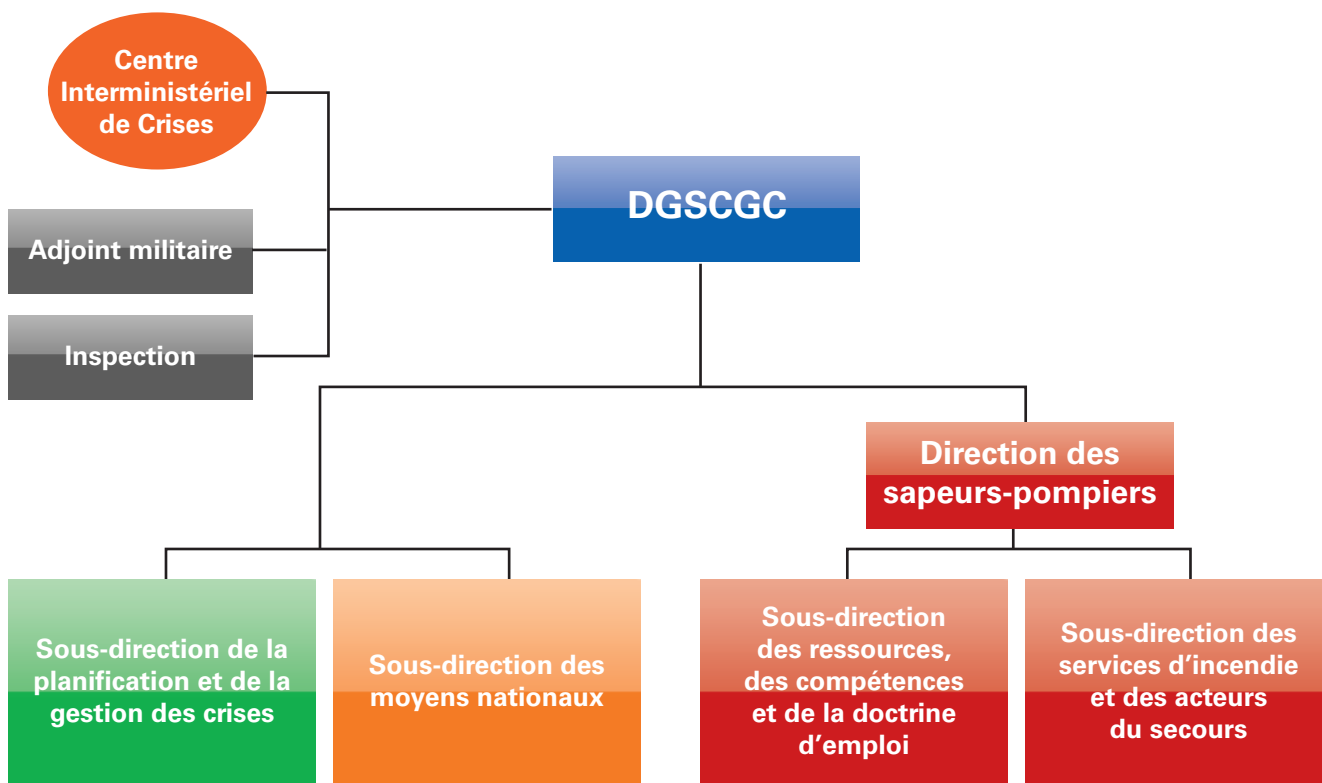 Centre
Interministériel
de Crises
DGSCGC
Adjoint militaire
Inspection
Direction des
sapeurs-pompiers
Sous-direction de la
planification et de la
gestion des crises
Sous-direction des
moyens nationaux
Sous-direction
des ressources,
des compétences
et de la doctrine
d’emploi
Sous-direction des
services d’incendie
et des acteurs
du secours